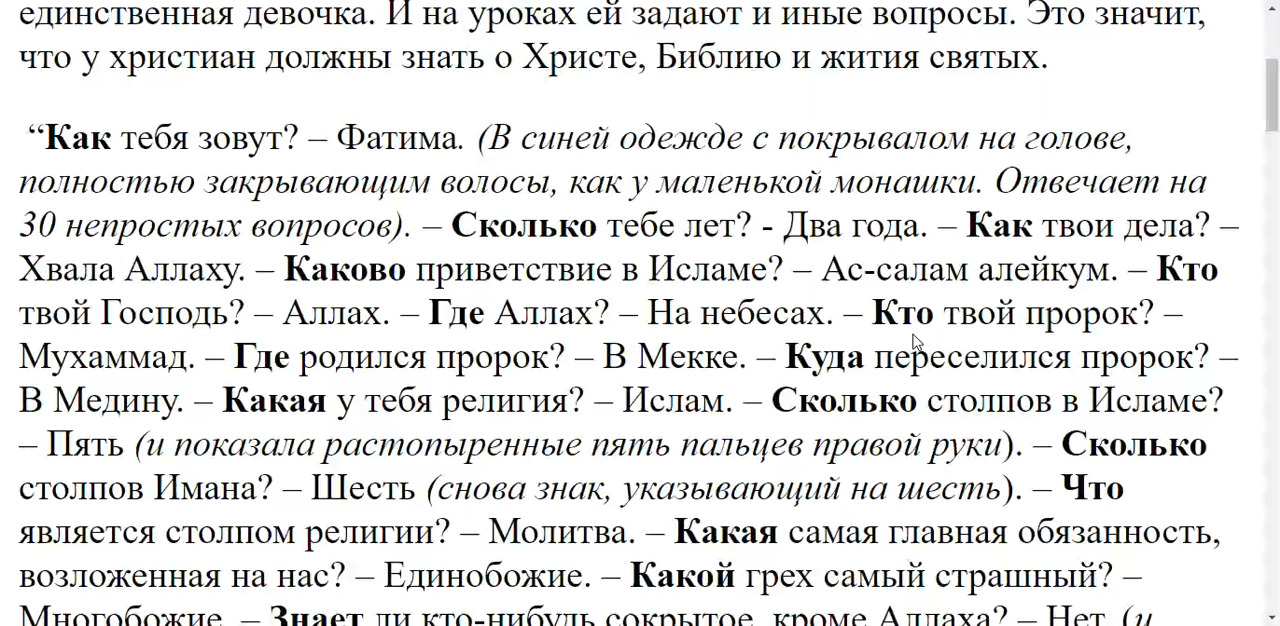 единственная девочка. И на уроках ей задают и иные вопросы. Это значит,
что у христиан должны знать о Христе, Библию и жития святых.
“Как тебя зовут? – Фатима. (В синей одежде с покрывалом на голове,
полностью закрывающим волосы, как у маленькой монашки. Отвечает на
30 непростых вопросов). – Сколько тебе лет? - Два года. – Как твои дела? –
Хвала Аллаху. – Каково приветствие в Исламе? – Ас-салам алейкум. – Кто
твой Господь? – Аллах. – Где Аллах? – На небесах. – Кто твой пророк? –
Мухаммад. – Где родился пророк? – В Мекке. – Куда переселился пророк? –
В Медину. – Какая у тебя религия? – Ислам. – Сколько столпов в Исламе?
– Пять (и показала растопыренные пять пальцев правой руки). – Сколько
столпов Имана? – Шесть (снова знак, указывающий на шесть). – Что
является столпом религии? – Молитва. – Какая самая главная обязанность,
возложенная на нас? – Единобожие. – Какой грех самый страшный? –
Многобожие. – Знает ли кто-нибудь сокрытое, кроме Аллаха? – Нет. (и